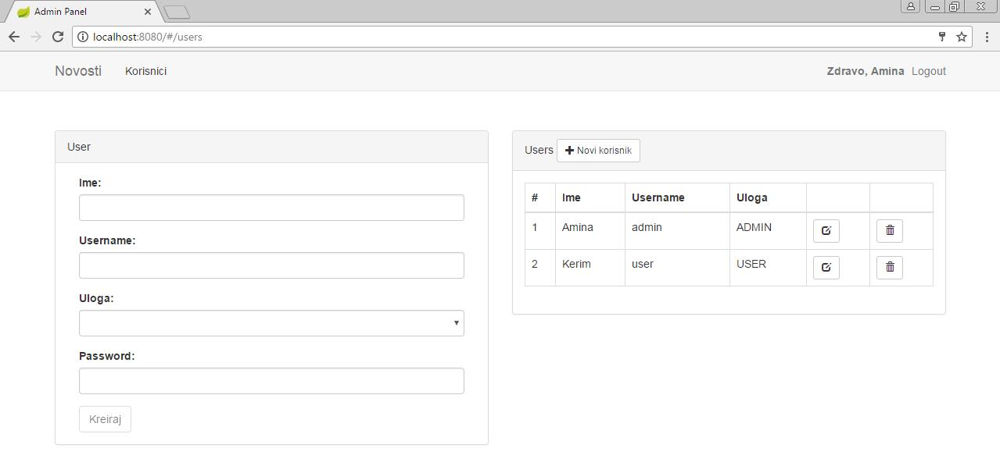 Admin Panel
localhost:8080/#/users
Novosti Korisnici Zdravo, Amina Logout
User
Ime:
Username:
Uloga:
Password:
Kreiraj
Users Novi korisnik
# Ime Username Uloga
1 Amina admin ADMIN
2 Kerim user USER